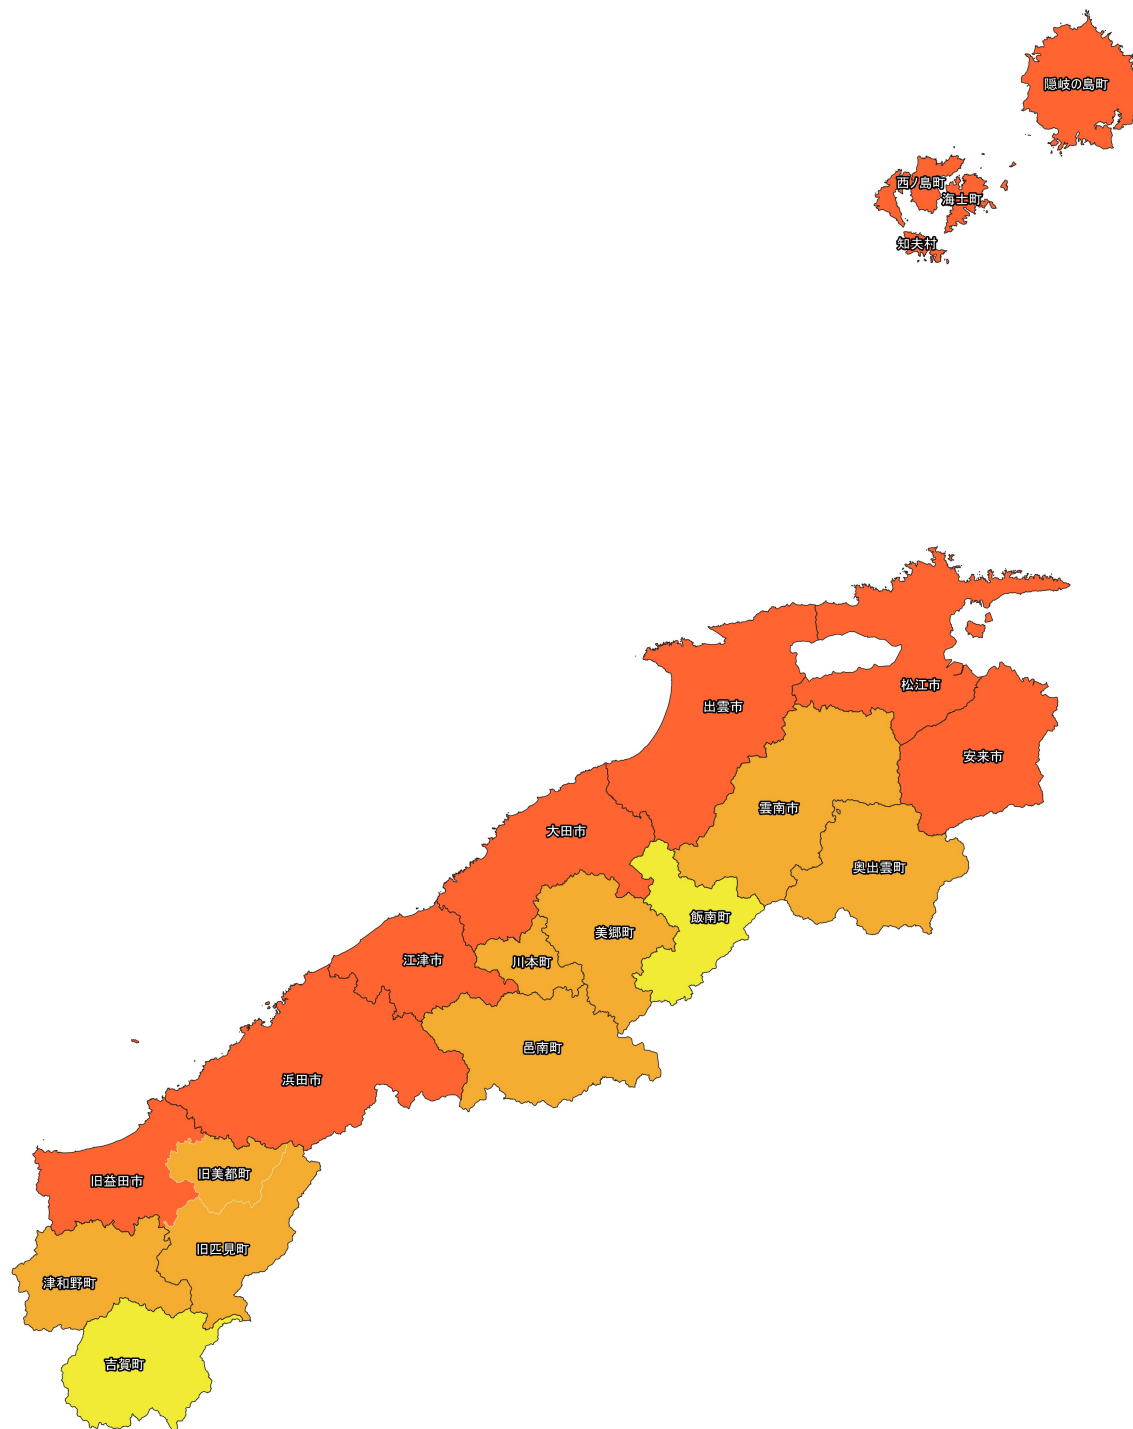 隠岐の島町
西ノ島町
海士町
知夫村
松江市
出雲市
安来市
雲南市
大田市
奥出雲町
飯南町
美郷町
江津市
川本町
邑南町
浜田市
旧美都町
旧益田市
旧匹見町
津和野町
吉賀町